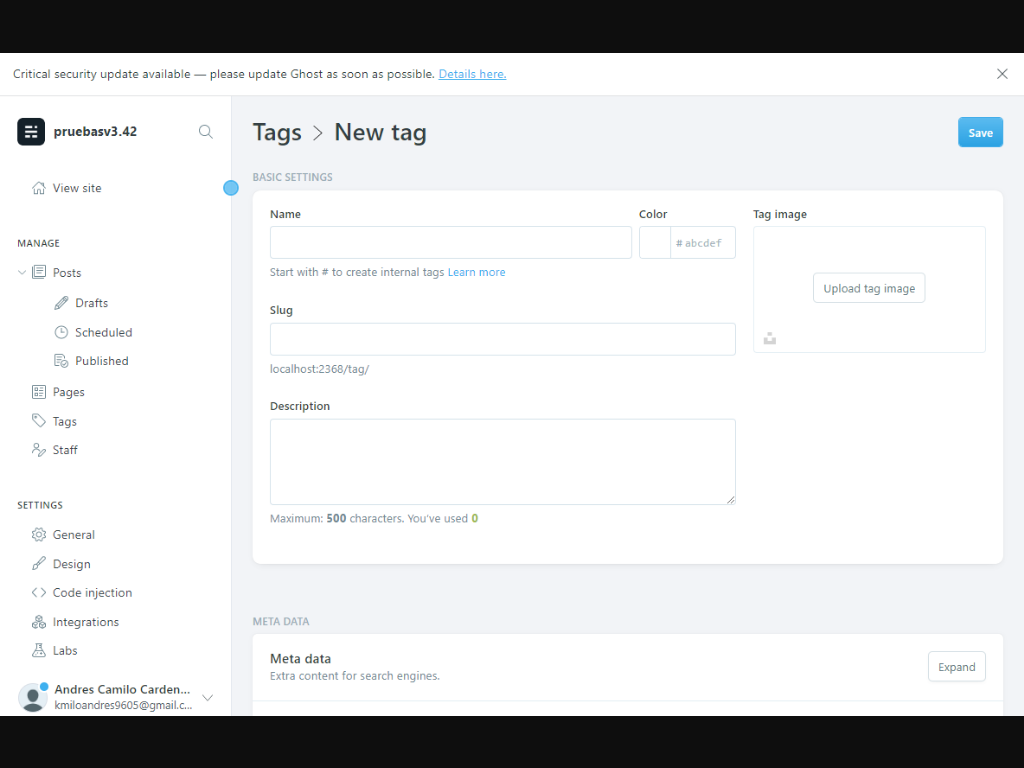 Critical security update available — please update Ghost as soon as possible. Details here.
pruebasv3.42
View site
MANAGE
Posts
Drafts
Scheduled
Published
Pages
Tags
Staff
SETTINGS
General
Design
Code injection
Integrations
Labs
Andres Camilo Carden...
kmiloandres9605@gmail.c...
Tags > New tag
Save
BASIC SETTINGS
Name
Color
# abcdef
Start with # to create internal tags Learn more
Slug
localhost:2368/tag/
Description
Maximum: 500 characters. You've used 0
Tag image
Upload tag image
META DATA
Meta data
Extra content for search engines.
Expand